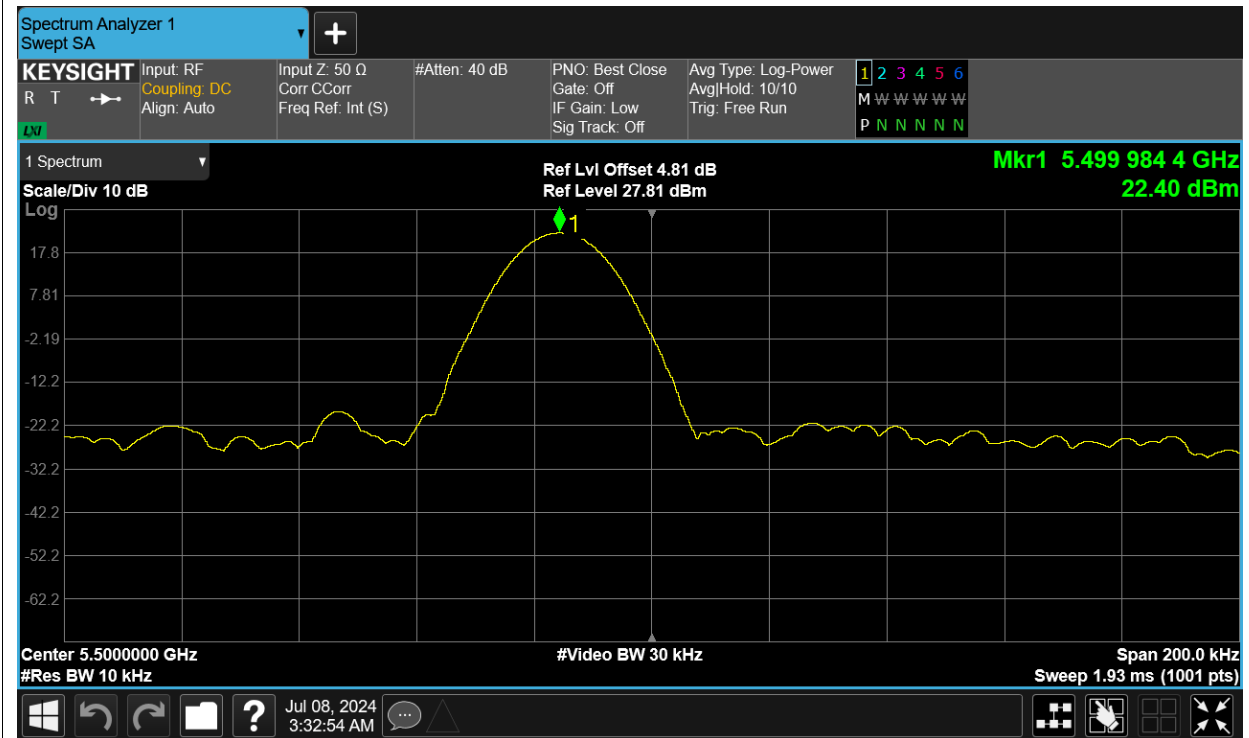 Spectrum Analyzer 1
Swept SA
KEYSIGHT
R T
LXI
Input: RF
Coupling: DC
Align: Auto
Input Z: 50 Ω
Corr CCorr
Freq Ref: Int (S)
#Atten: 40 dB
PNO: Best Close
Gate: Off
IF Gain: Low
Sig Track: Off
Avg Type: Log-Power
Avg|Hold: 10/10
Trig: Free Run
1 2 3 4 5 6
M W W W W W
P N N N N N
1 Spectrum
Scale/Div 10 dB
Log
Ref Lvl Offset 4.81 dB
Ref Level 27.81 dBm
Mkr1 5.499 984 4 GHz
22.40 dBm
1
17.8
7.81
-2.19
-12.2
-22.2
-32.2
-42.2
-52.2
-62.2
Center 5.5000000 GHz
#Video BW 30 kHz
Span 200.0 kHz
#Res BW 10 kHz
Sweep 1.93 ms (1001 pts)
?
Jul 08, 2024
3:32:54 AM